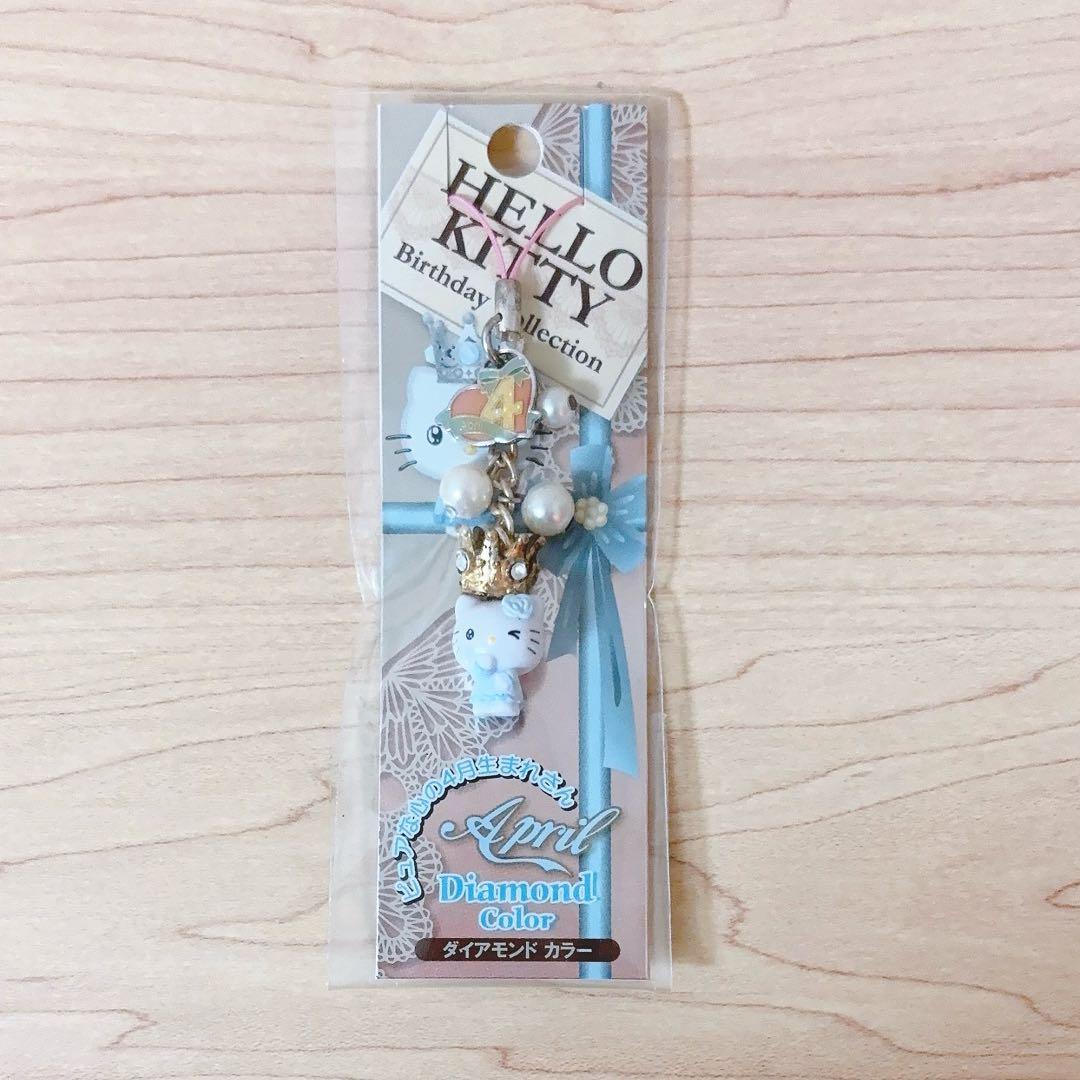 HELLO
KITTY
Birthday Collection
4
ピュアな心の4月生まれさん
April
Diamond
Color
ダイアモンド カラー